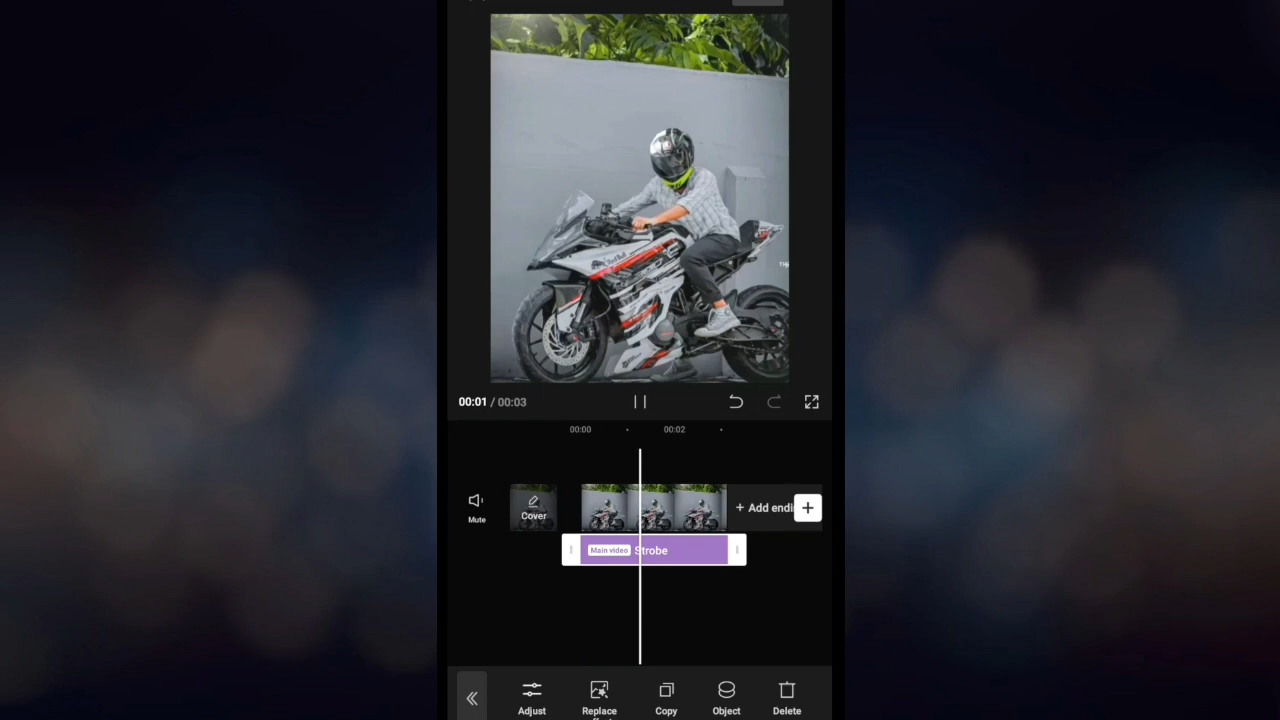 00:01 / 00:03
00:00
00:02
Mute
Cover
+ Add endi
Main video
Strobe
Adjust
Replace
Copy
Object
Delete